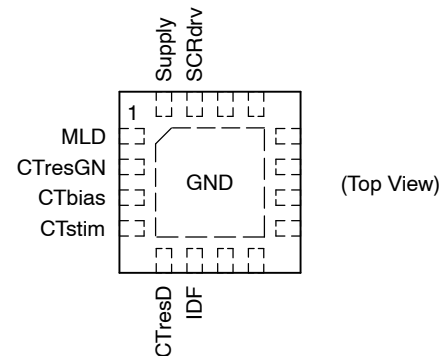 Supply
SCRdrv
1
MLD
CTresGN
CTbias
CTstim
GND
(Top View)
CTresD
IDF